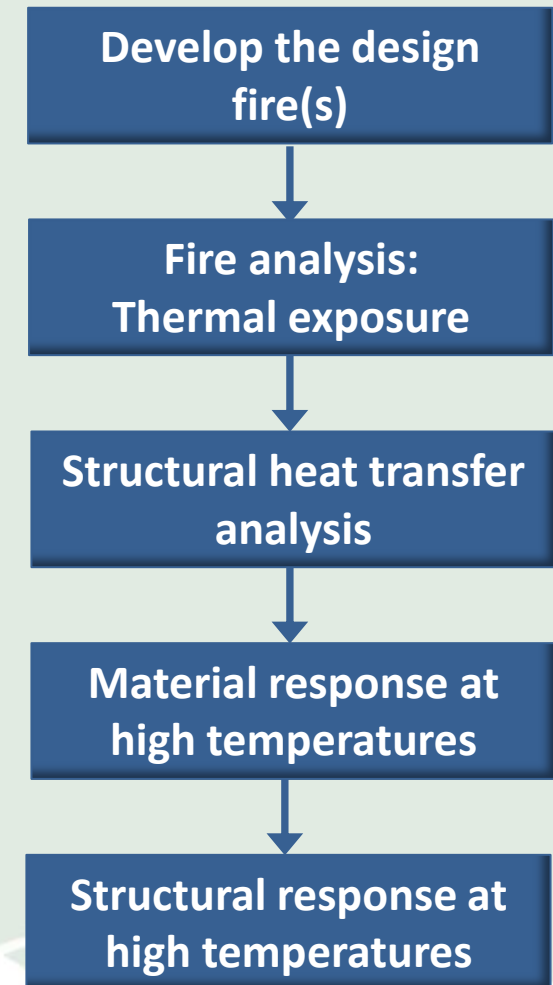 Develop the design
fire(s)
Fire analysis:
Thermal exposure
Structural heat transfer
analysis
Material response at
high temperatures
Structural response at
high temperatures